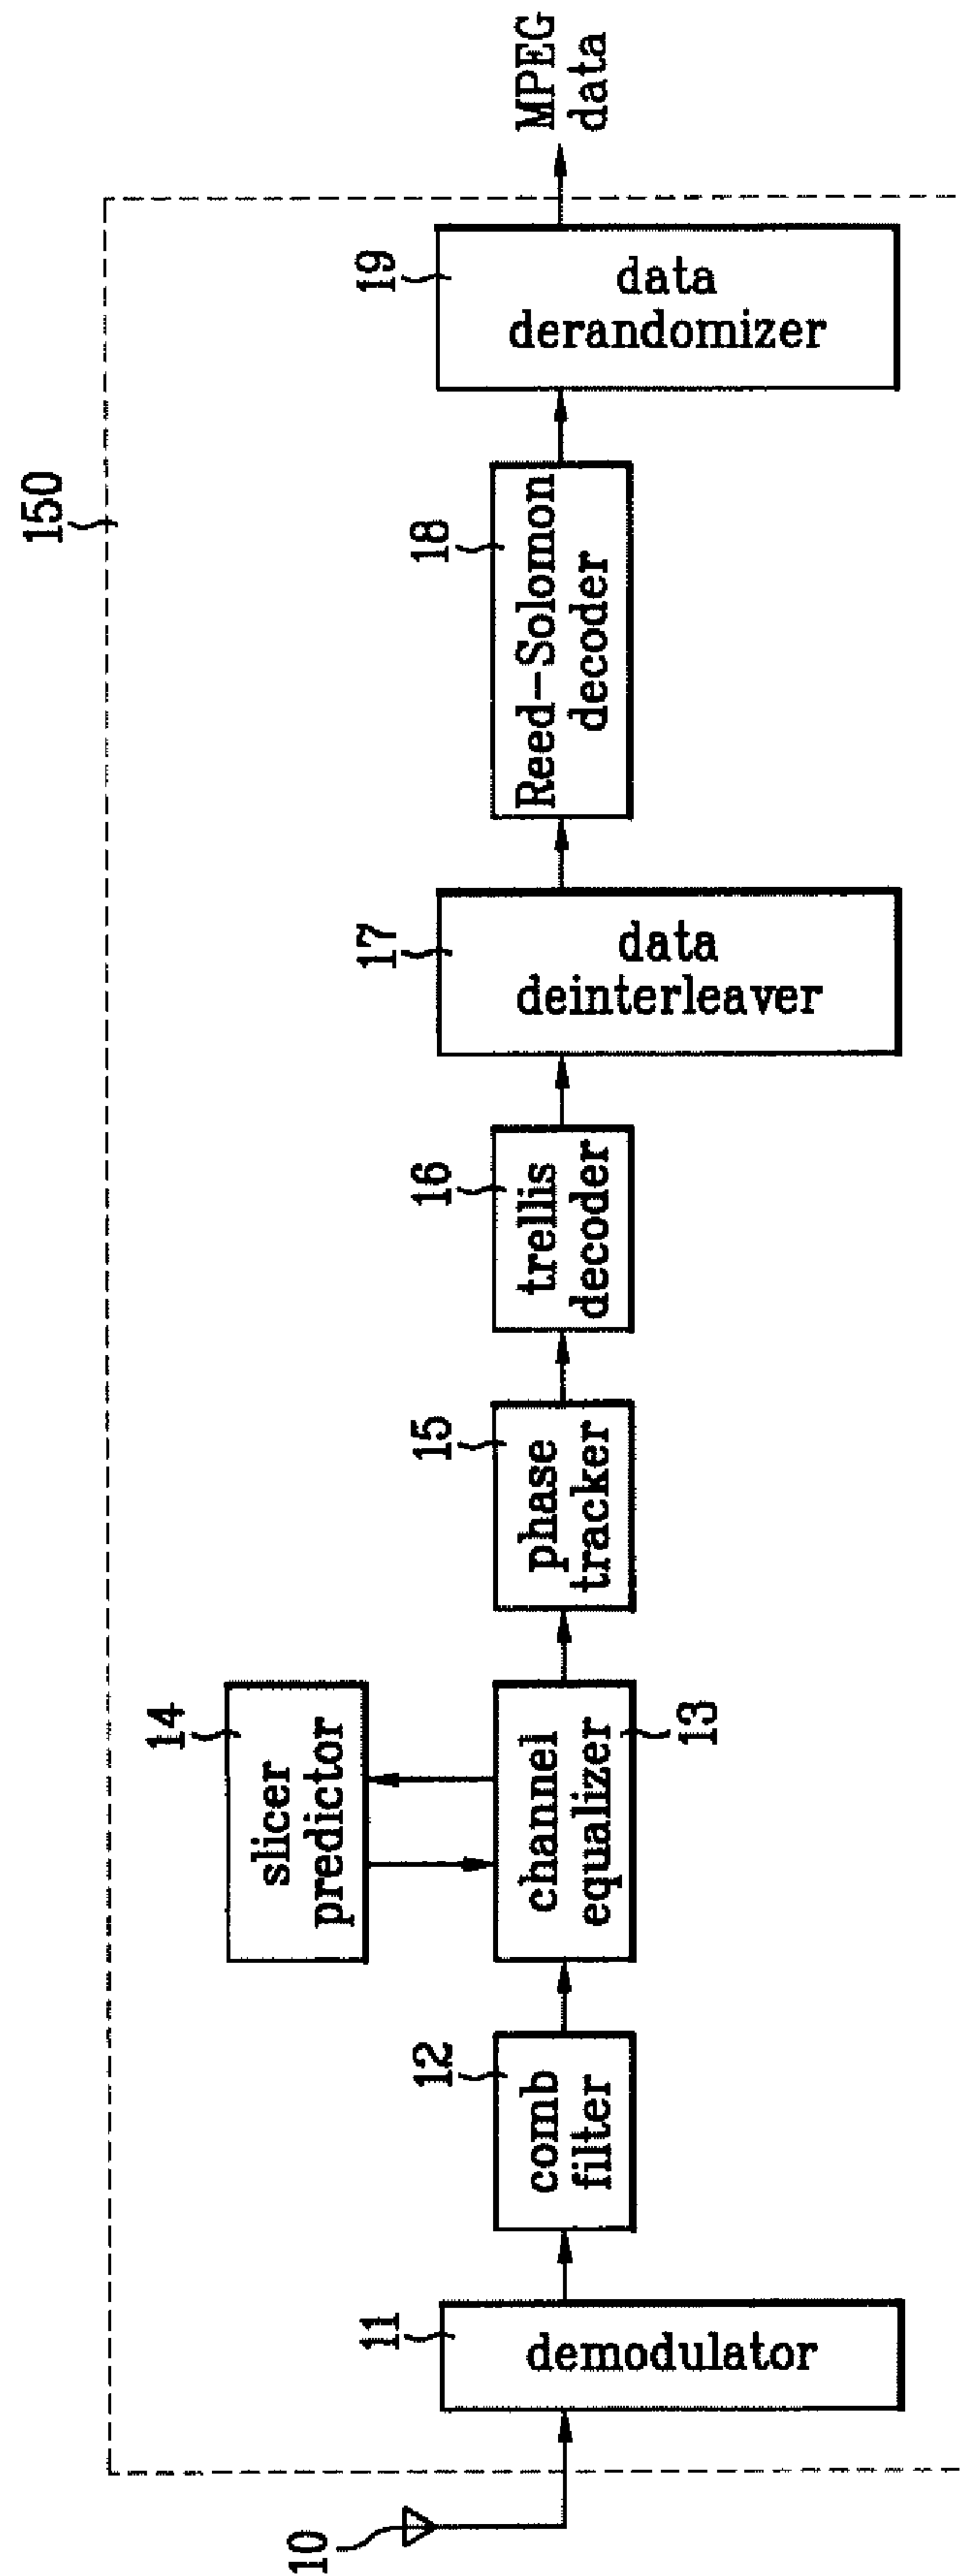 150
10
11
demodulator
12
comb
filter
14
slicer
predictor
channel
equalizer
13
15
phase
tracker
16
trellis
decoder
17
data
deinterleaver
18
Reed-Solomon
decoder
19
data
derandomizer
MPEG
data